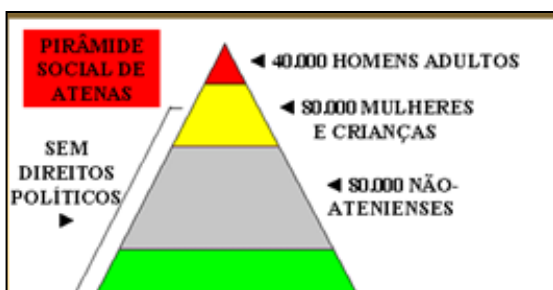 PIRÂMIDE
SOCIAL DE
ATENAS
40.000 HOMENS ADULTOS
80.000 MULHERES
E CRIANÇAS
SEM
DIREITOS
POLÍTICOS
80.000 NÃO-
ATENIENSES